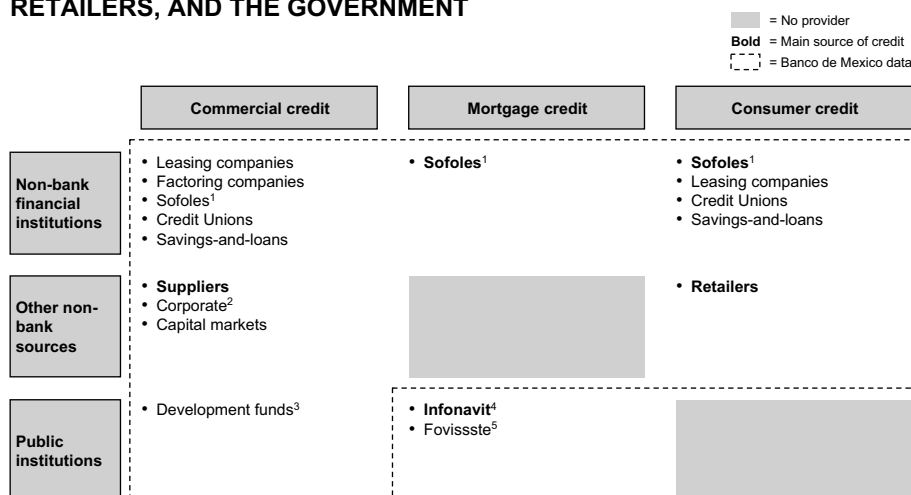 RETAILERS, AND THE GOVERNMENT
= No provider
Bold = Main source of credit
= Banco de Mexico data
Commercial credit Mortgage credit Consumer credit
Non-bank
financial
institutions
• Leasing companies
• Factoring companies
• Sofoles¹
• Credit Unions
• Savings-and-loans
• Sofoles¹
• Sofoles¹
• Leasing companies
• Credit Unions
• Savings-and-loans
Other non-
bank
sources
• Suppliers
• Corporate²
• Capital markets
• Retailers
Public
institutions
• Development funds³
• Infonavit⁴
• Fovissste⁵